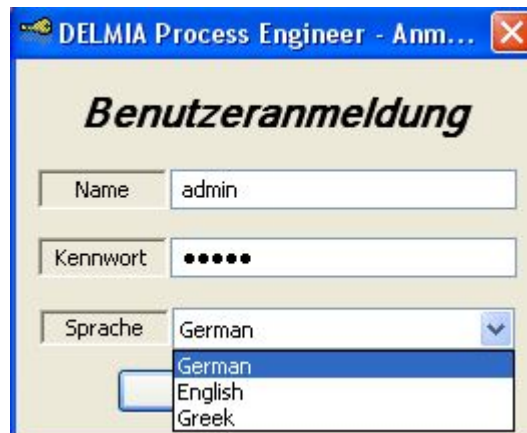 DELMIA Process Engineer - Anm...
Benutzeranmeldung
Name admin
Kennwort •••••
Sprache German
German
English
Greek